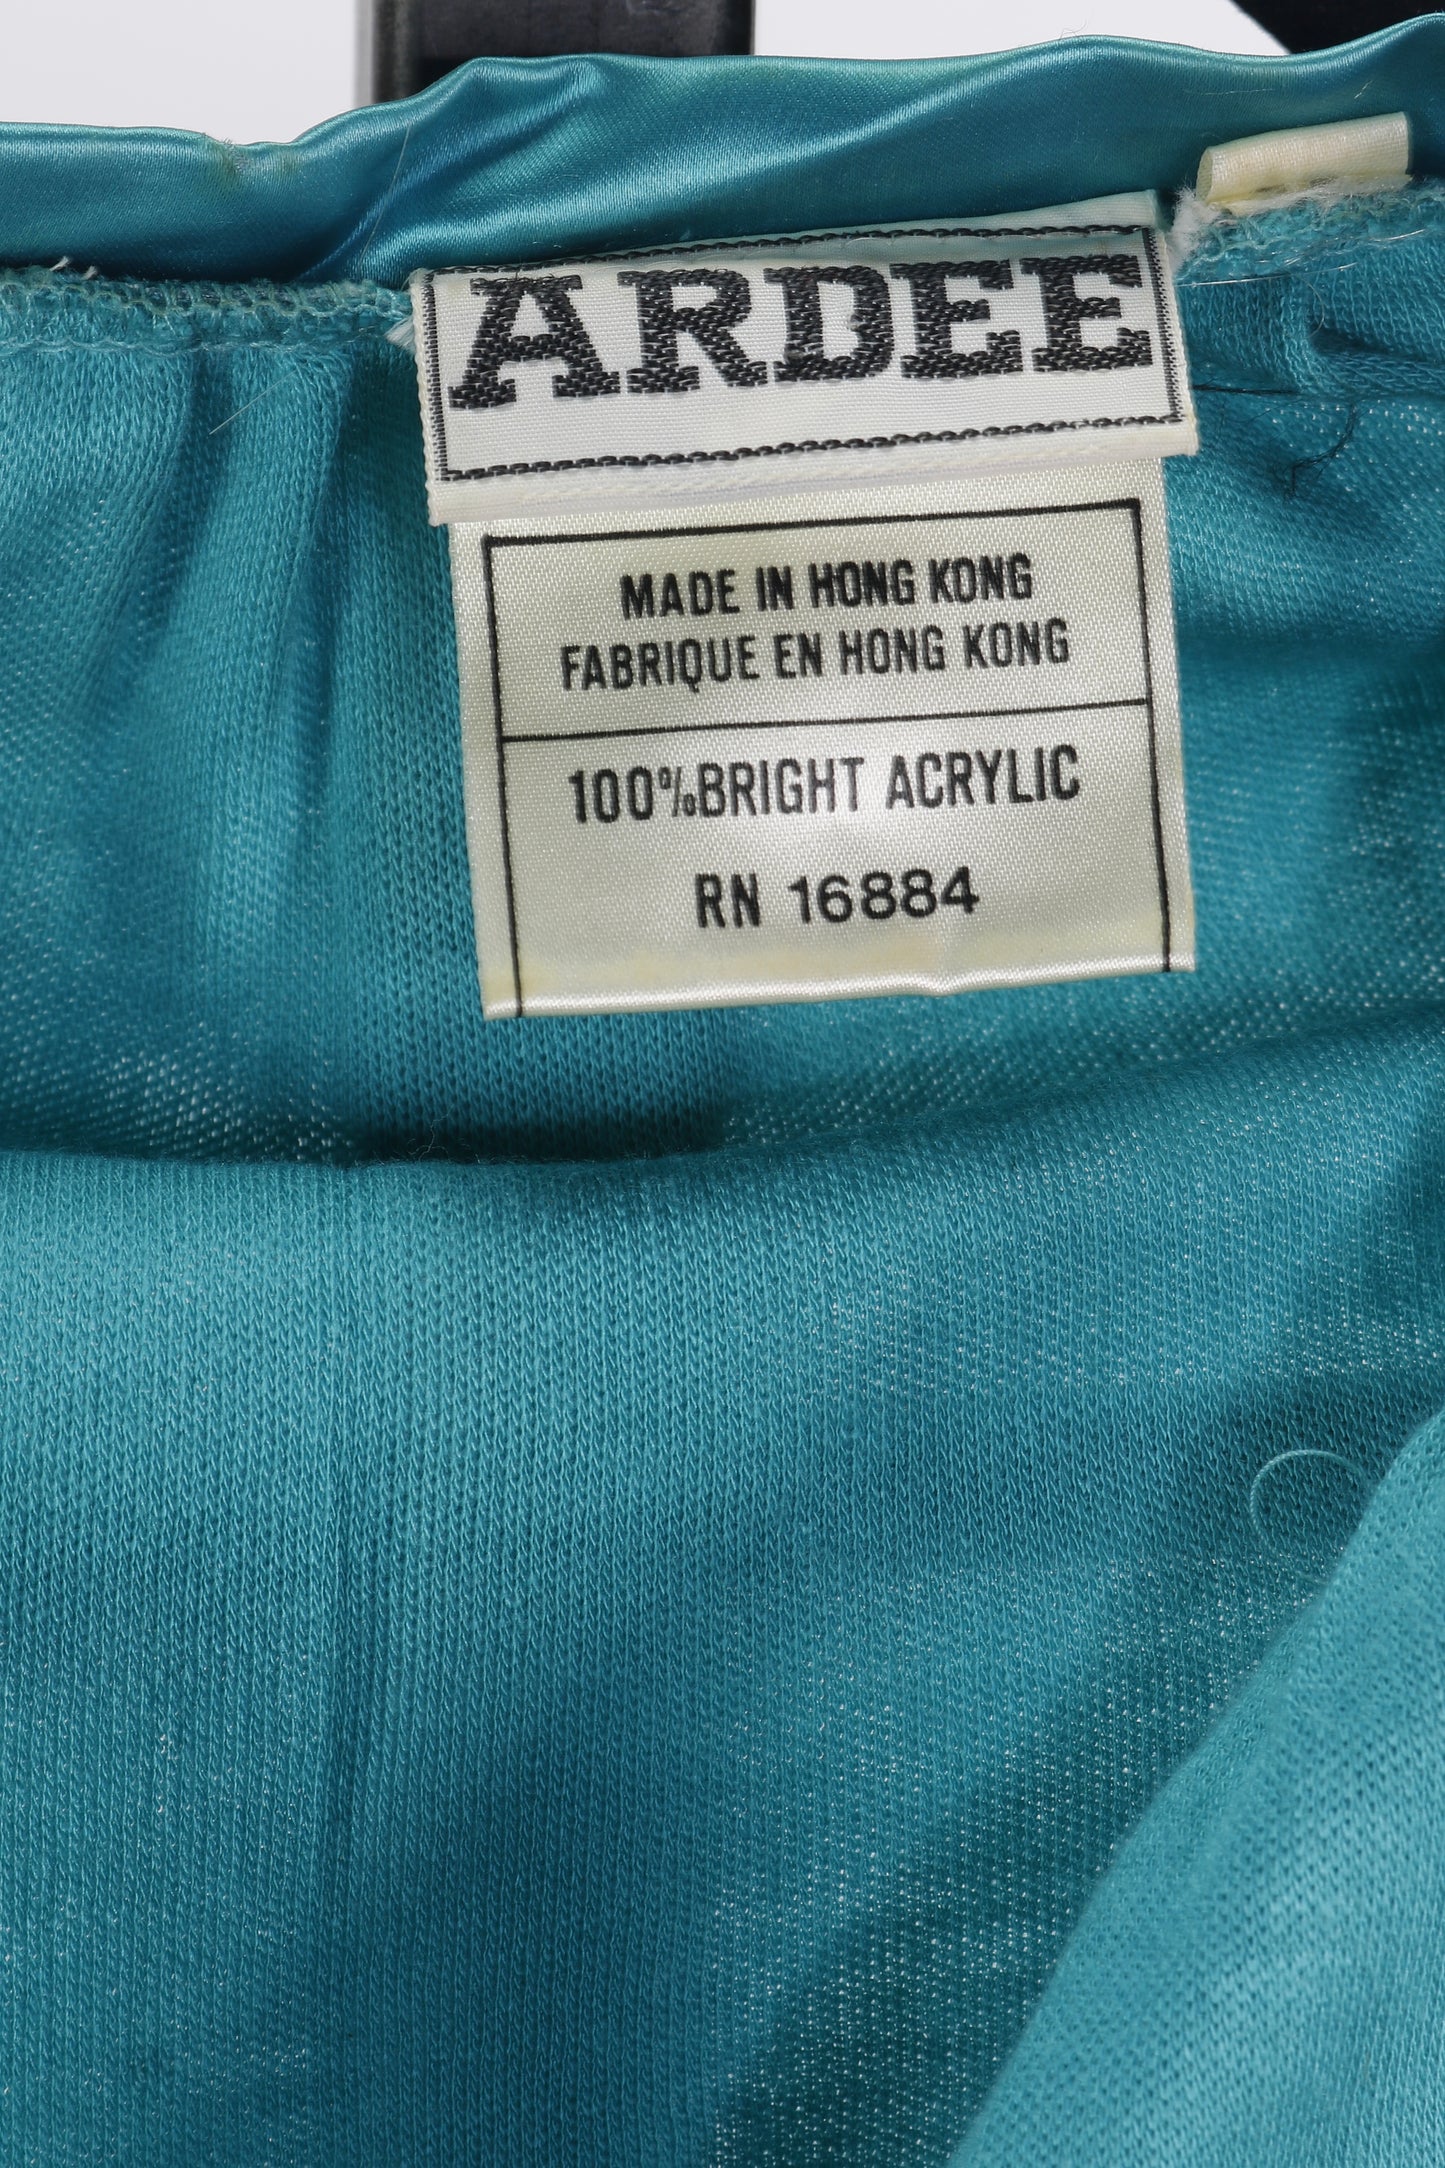 ARDEE
MADE IN HONG KONG
FABRIQUE EN HONG KONG
100%BRIGHT ACRYLIC
RN 16884